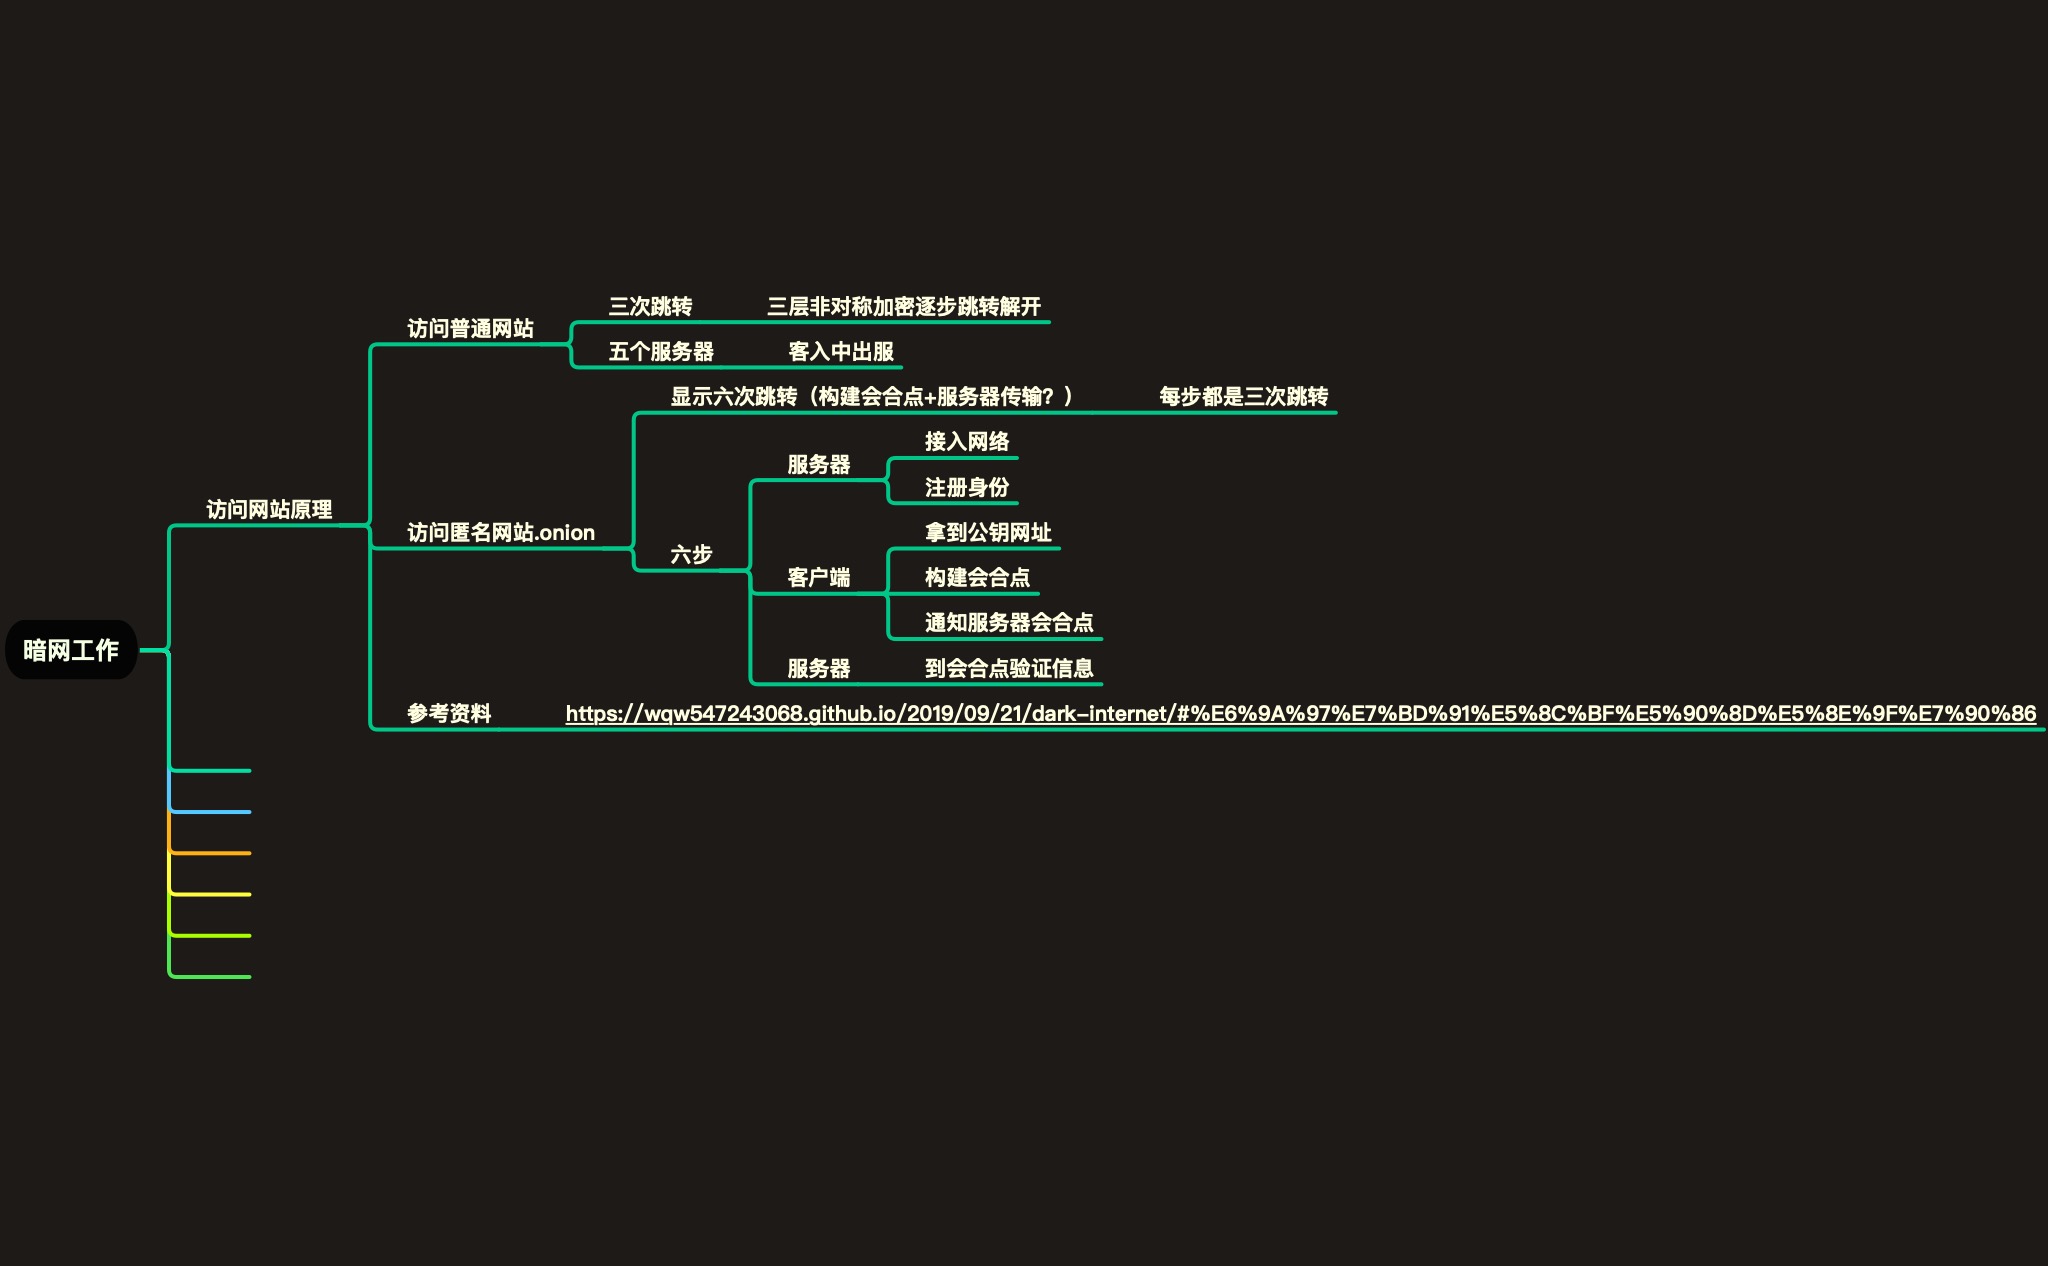 暗网工作
访问网站原理
访问普通网站
三次跳转
三层非对称加密逐步跳转解开
五个服务器
客入中出服
访问匿名网站.onion
显示六次跳转（构建会合点+服务器传输？）
每步都是三次跳转
六步
服务器
接入网络
注册身份
客户端
拿到公钥网址
构建会合点
通知服务器会合点
服务器
到会合点验证信息
参考资料
https://wqw547243068.github.io/2019/09/21/dark-internet/#%E6%9A%97%E7%BD%91%E5%8C%BF%E5%90%8D%E5%8E%9F%E7%90%86